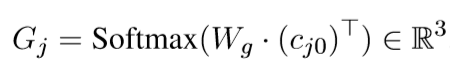 G_j = Softmax(W_g · (c_{j0})^⊤) ∈ ℝ^3